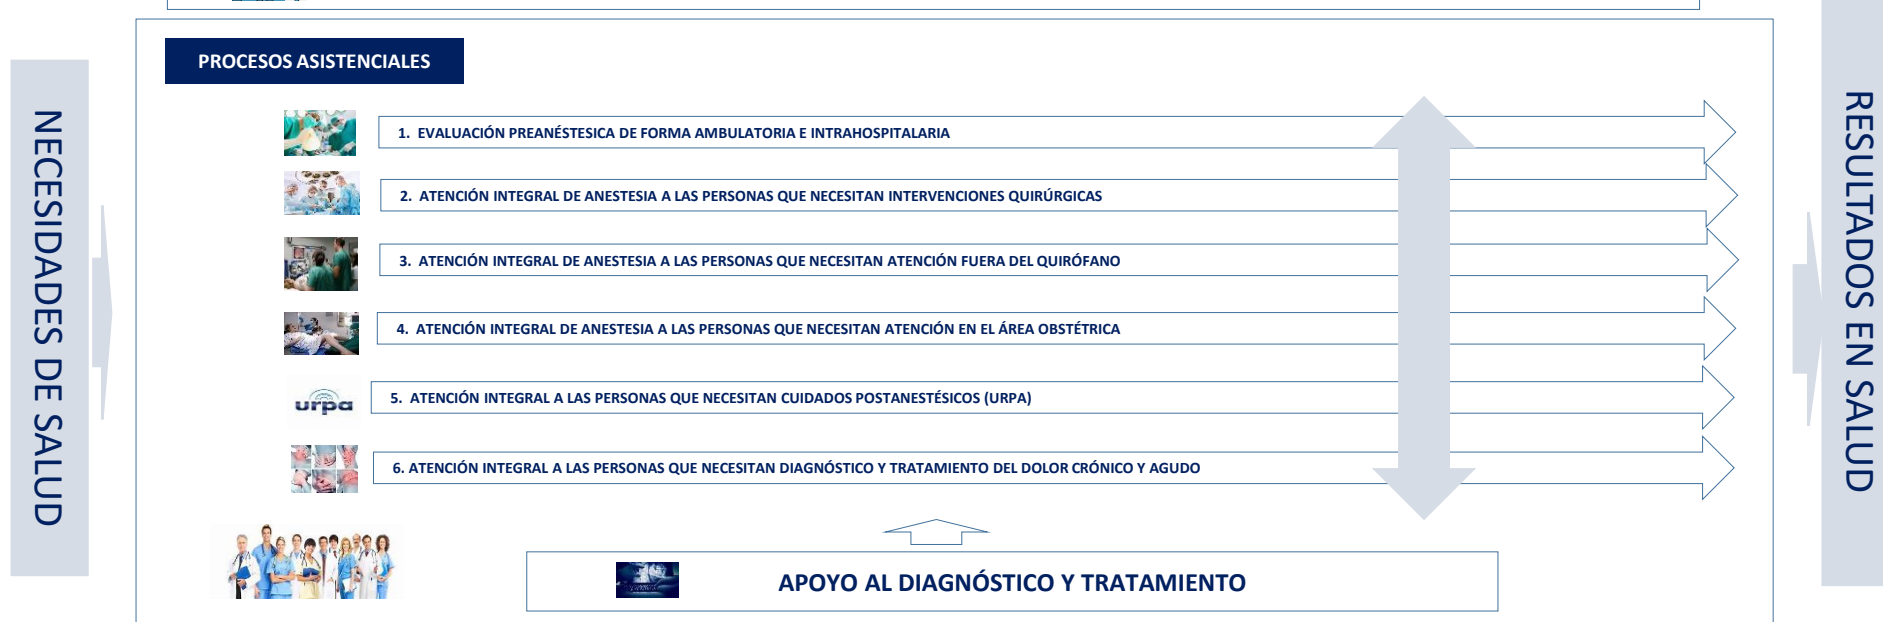 PROCESOS ASISTENCIALES
NECESIDADES DE SALUD
1. EVALUACIÓN PREANÉSTESICA DE FORMA AMBULATORIA E INTRAHOSPITALARIA
2. ATENCIÓN INTEGRAL DE ANESTESIA A LAS PERSONAS QUE NECESITAN INTERVENCIONES QUIRÚRGICAS
3. ATENCIÓN INTEGRAL DE ANESTESIA A LAS PERSONAS QUE NECESITAN ATENCIÓN FUERA DEL QUIRÓFANO
4. ATENCIÓN INTEGRAL DE ANESTESIA A LAS PERSONAS QUE NECESITAN ATENCIÓN EN EL ÁREA OBSTÉTRICA
urpa
5. ATENCIÓN INTEGRAL A LAS PERSONAS QUE NECESITAN CUIDADOS POSTANESTÉSICOS (URPA)
6. ATENCIÓN INTEGRAL A LAS PERSONAS QUE NECESITAN DIAGNÓSTICO Y TRATAMIENTO DEL DOLOR CRÓNICO Y AGUDO
APOYO AL DIAGNÓSTICO Y TRATAMIENTO
RESULTADOS EN SALUD